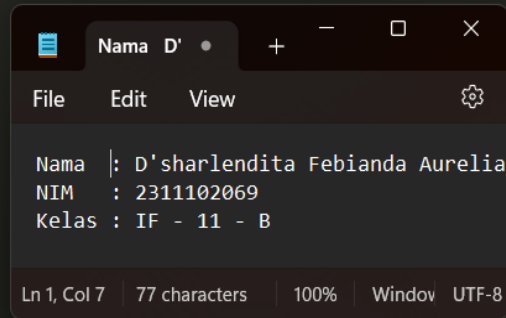 Nama D'
File Edit View
Nama : D'sharlendita Febianda Aurelia
NIM : 2311102069
Kelas : IF - 11 - B
Ln 1, Col 7 77 characters 100% Window UTF-8